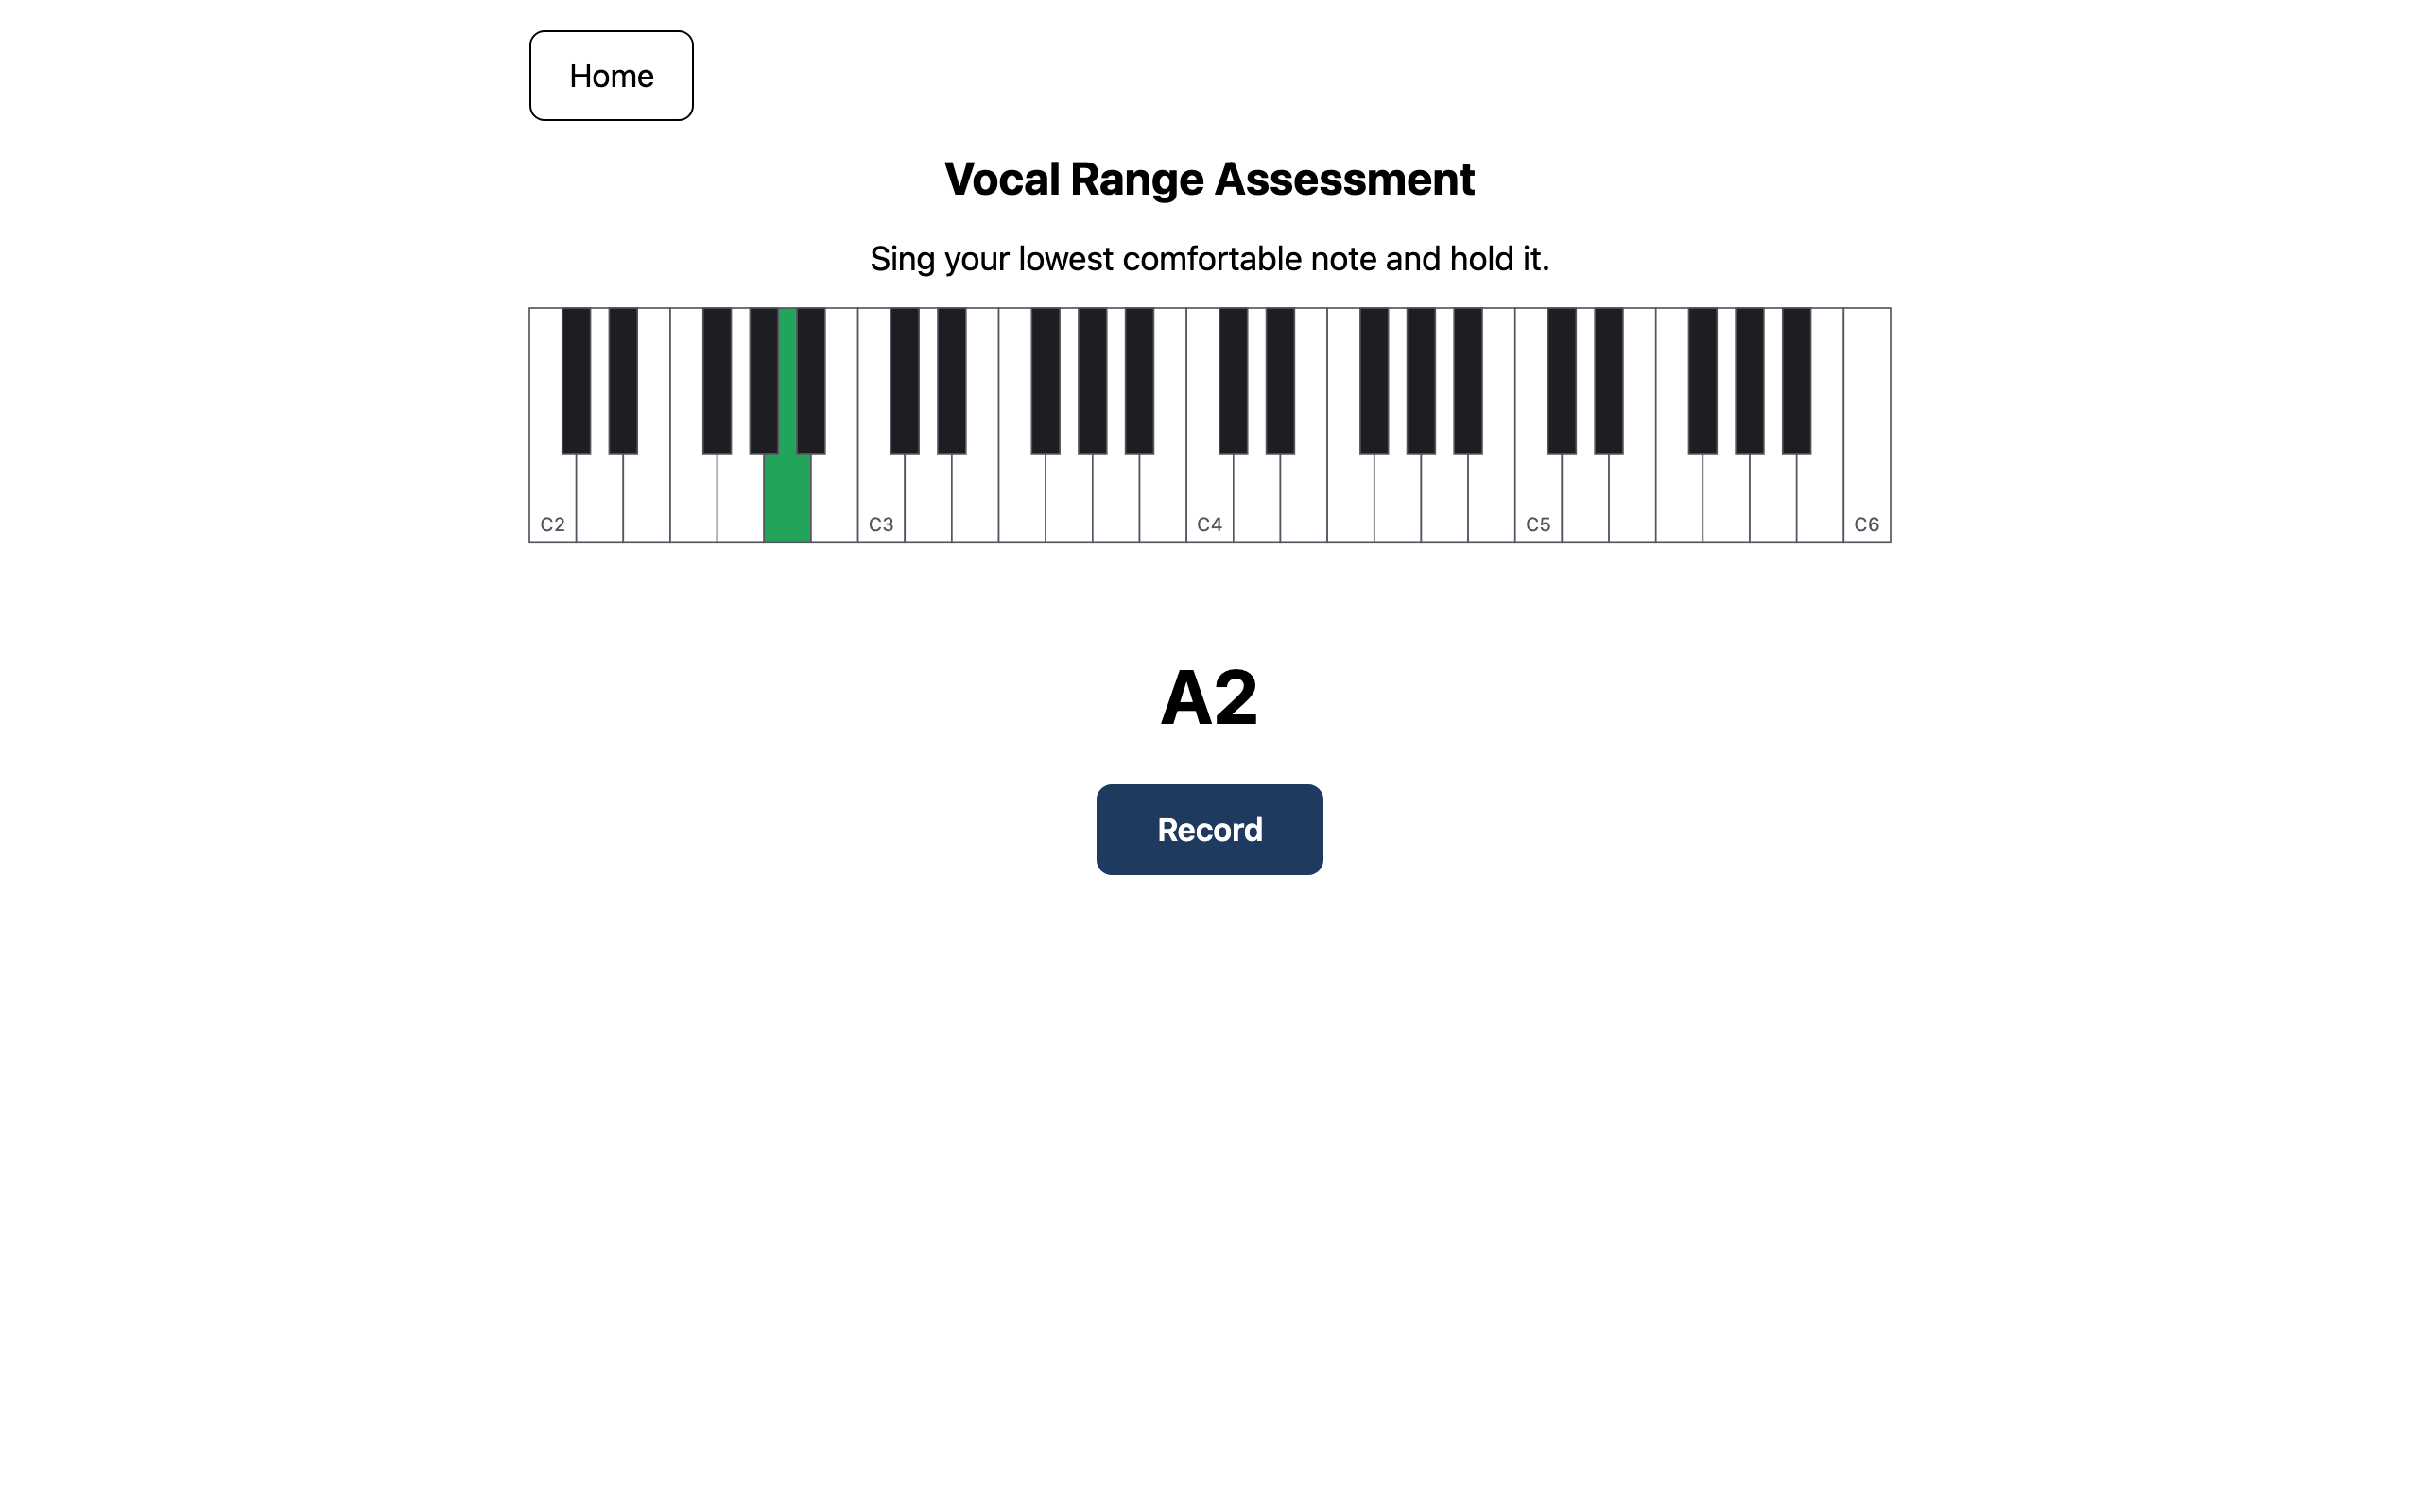 Home
Vocal Range Assessment
Sing your lowest comfortable note and hold it.
C2 C3 C4 C5 C6
A2
Record